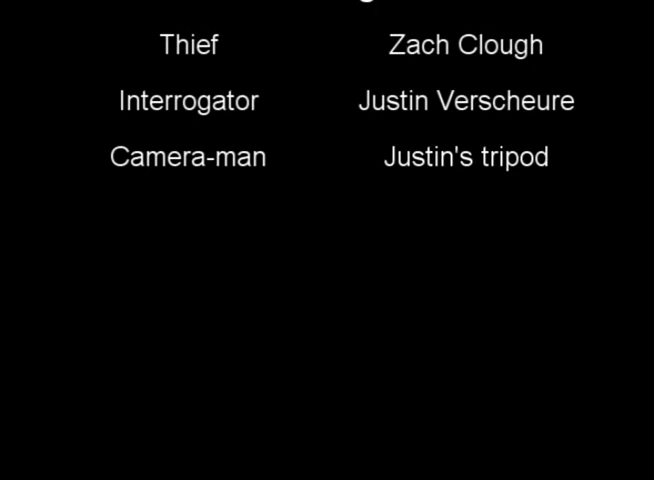 Thief Zach Clough
Interrogator Justin Verscheure
Camera-man Justin's tripod